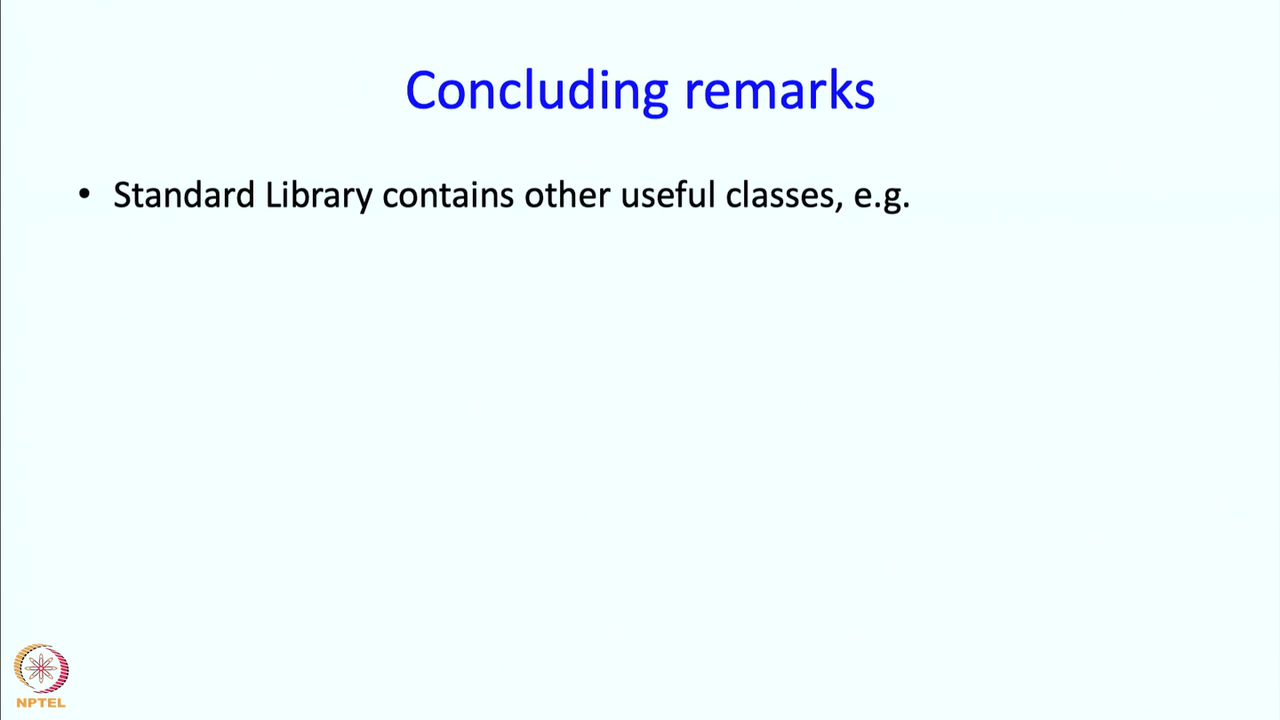 Concluding remarks
• Standard Library contains other useful classes, e.g.
NPTEL